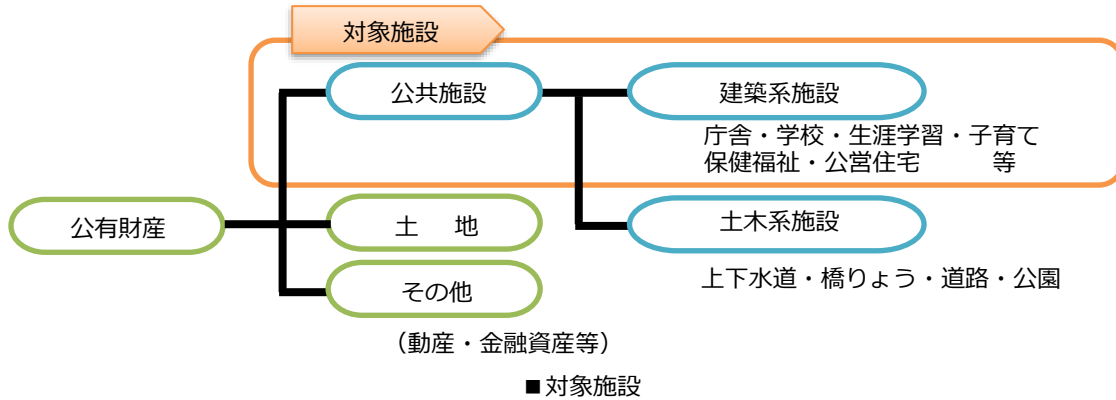 対象施設
公共施設
建築系施設
庁舎・学校・生涯学習・子育て
保健福祉・公営住宅　　　等
公有財産
土　地
土木系施設
上下水道・橋りょう・道路・公園
その他
（動産・金融資産等）
■対象施設